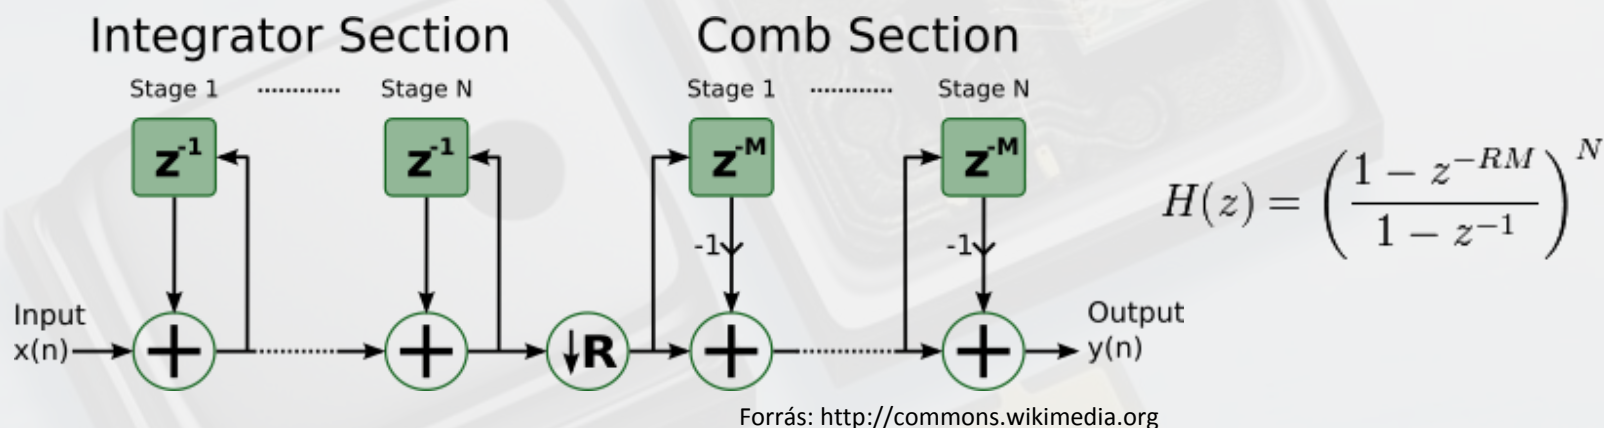 Integrator Section Comb Section
Stage 1 ............ Stage N Stage 1 ............ Stage N
z⁻¹ z⁻¹ z⁻ᴹ z⁻ᴹ
H(z) = ( (1 − z^{−RM}) / (1 − z^{−1}) )^N
-1 -1
Input
x(n)
+ + ↓R + +
Output
y(n)
Forrás: http://commons.wikimedia.org